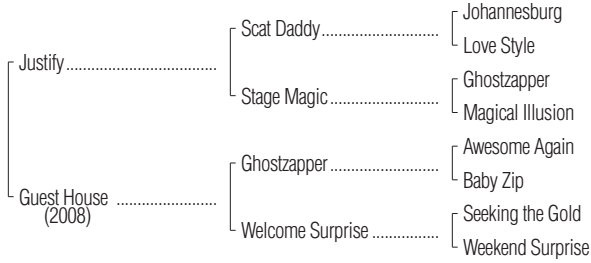 Johannesburg
Scat Daddy
Love Style
Justify
Ghostzapper
Stage Magic
Magical Illusion
Awesome Again
Ghostzapper
Baby Zip
Guest House
(2008)
Seeking the Gold
Welcome Surprise
Weekend Surprise